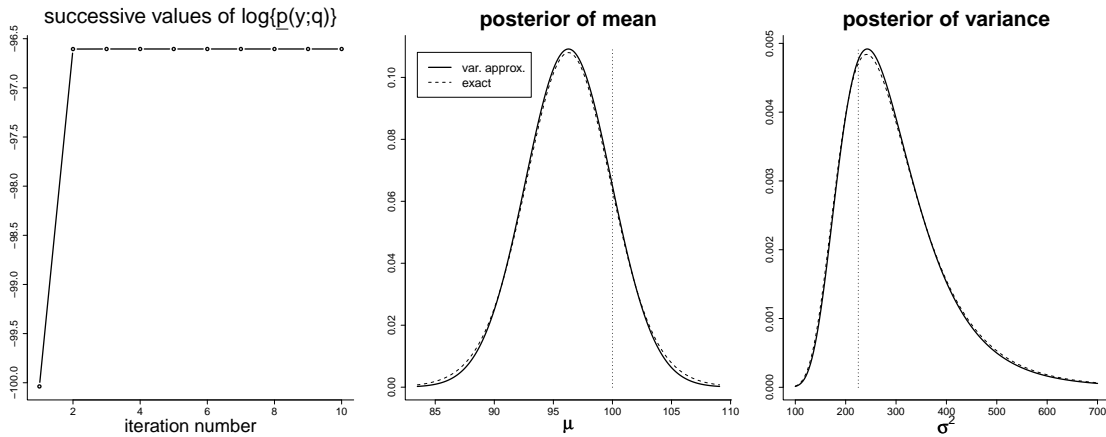 successive values of log{p(y;q)}
-96.5
-97.0
-97.5
-98.0
-98.5
-99.0
-99.5
-100.0
2 4 6 8 10
iteration number
posterior of mean
var. approx.
exact
0.10
0.08
0.06
0.04
0.02
0.00
85 90 95 100 105 110
μ
posterior of variance
0.005
0.004
0.003
0.002
0.001
0.000
100 200 300 400 500 600 700
σ²